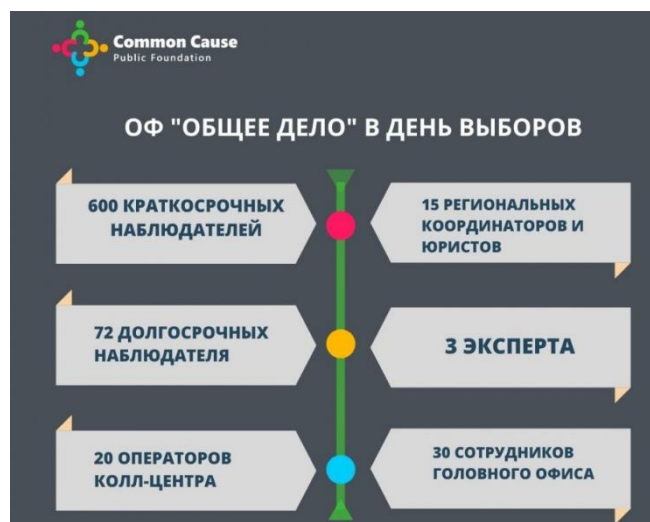 Common Cause
Public Foundation
ОФ "ОБЩЕЕ ДЕЛО" В ДЕНЬ ВЫБОРОВ
600 КРАТКОСРОЧНЫХ
НАБЛЮДАТЕЛЕЙ
15 РЕГИОНАЛЬНЫХ
КООРДИНАТОРОВ И
ЮРИСТОВ
72 ДОЛГОСРОЧНЫХ
НАБЛЮДАТЕЛЯ
3 ЭКСПЕРТА
20 ОПЕРАТОРОВ
КОЛЛ-ЦЕНТРА
30 СОТРУДНИКОВ
ГОЛОВНОГО ОФИСА